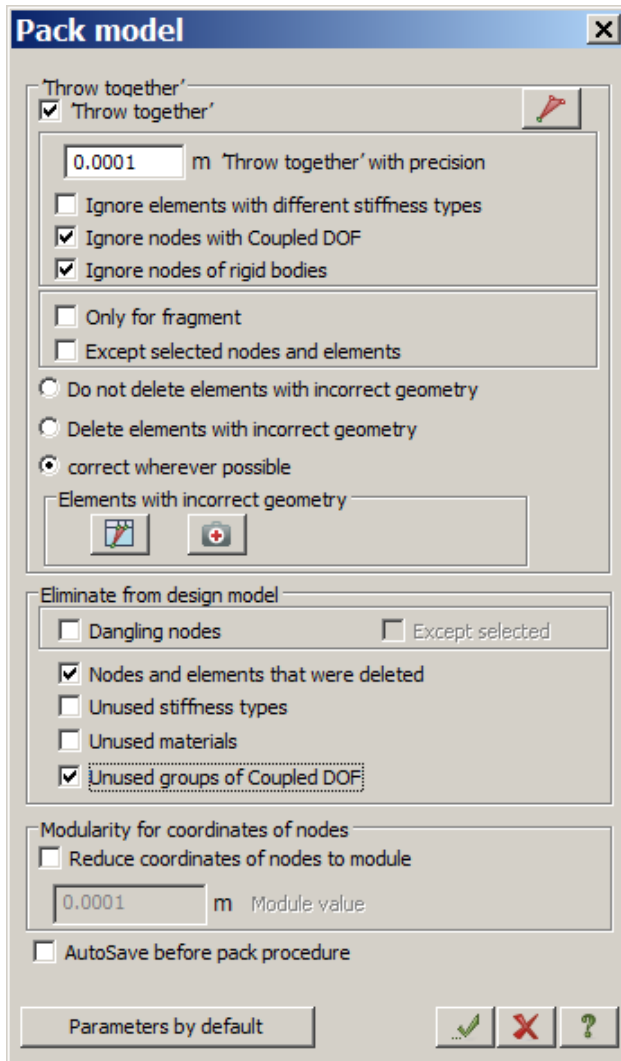 Pack model
'Throw together'
'Throw together'
0.0001 m 'Throw together' with precision
Ignore elements with different stiffness types
Ignore nodes with Coupled DOF
Ignore nodes of rigid bodies
Only for fragment
Except selected nodes and elements
Do not delete elements with incorrect geometry
Delete elements with incorrect geometry
correct wherever possible
Elements with incorrect geometry
Eliminate from design model
Dangling nodes Except selected
Nodes and elements that were deleted
Unused stiffness types
Unused materials
Unused groups of Coupled DOF
Modularity for coordinates of nodes
Reduce coordinates of nodes to module
0.0001 m Module value
AutoSave before pack procedure
Parameters by default ?